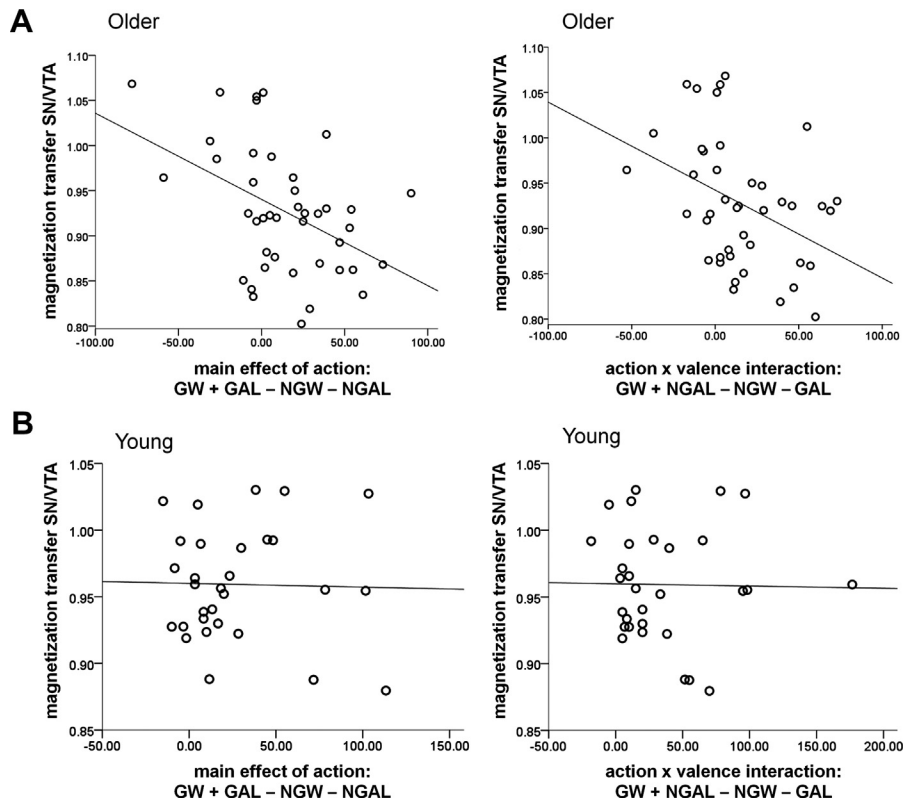 A
Older
Older
magnetization transfer SN/VTA
1.10
1.05
1.00
0.95
0.90
0.85
0.80
-100.00 -50.00 0.00 50.00 100.00
main effect of action:
GW + GAL – NGW – NGAL
magnetization transfer SN/VTA
1.10
1.05
1.00
0.95
0.90
0.85
0.80
-100.00 -50.00 0.00 50.00 100.00
action x valence interaction:
GW + NGAL – NGW – GAL
B
Young
Young
magnetization transfer SN/VTA
1.05
1.00
0.95
0.90
0.85
-50.00 0.00 50.00 100.00 150.00
main effect of action:
GW + GAL – NGW – NGAL
magnetization transfer SN/VTA
1.05
1.00
0.95
0.90
0.85
-50.00 0.00 50.00 100.00 150.00 200.00
action x valence interaction:
GW + NGAL – NGW – GAL